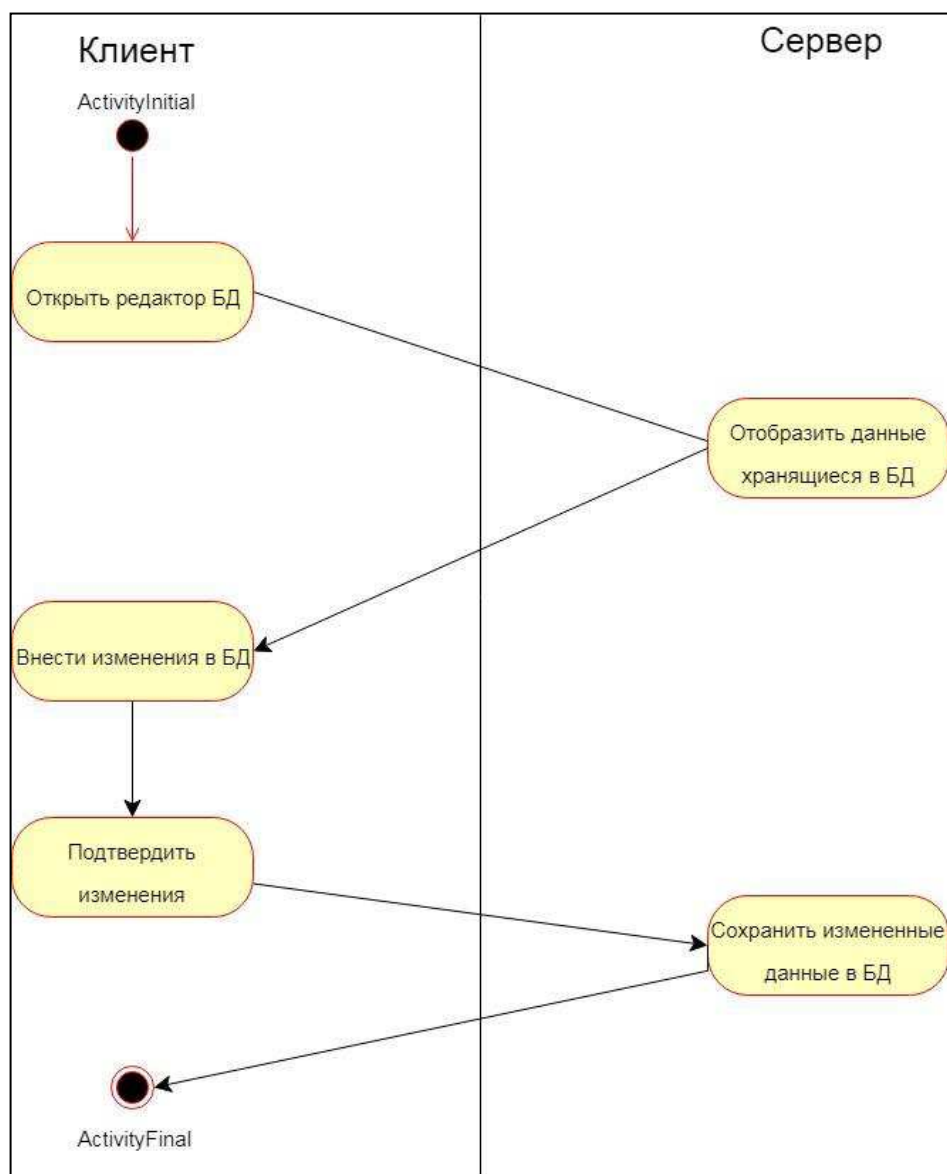 Клиент
Сервер
ActivityInitial
Открыть редактор БД
Отобразить данные
хранящиеся в БД
Внести изменения в БД
Подтвердить
изменения
Сохранить измененные
данные в БД
ActivityFinal